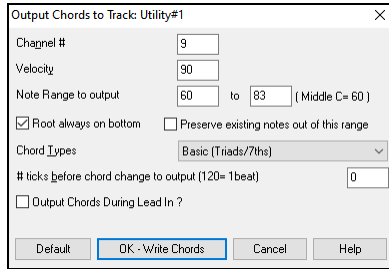 Output Chords to Track: Utility#1
Channel # 9
Velocity 90
Note Range to output 60 to 83 ( Middle C= 60 )
Root always on bottom Preserve existing notes out of this range
Chord Types Basic (Triads/7ths)
# ticks before chord change to output (120= 1beat) 0
Output Chords During Lead In ?
Default OK - Write Chords Cancel Help